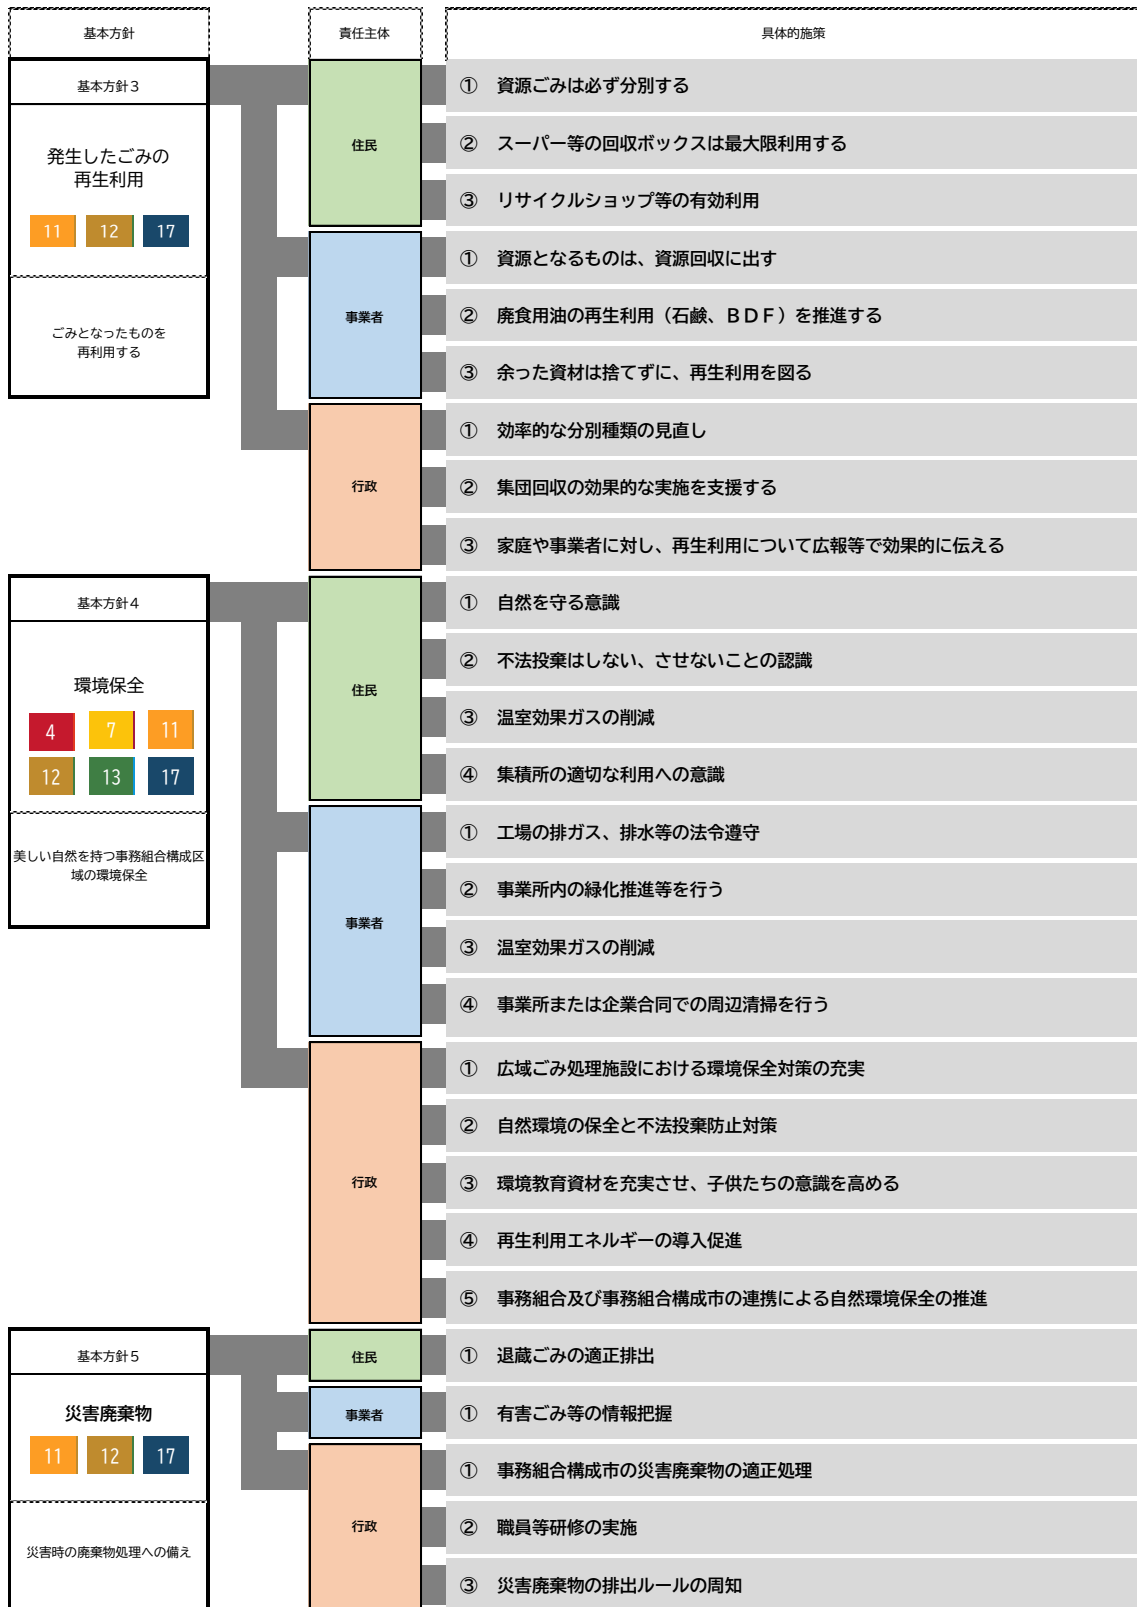 基本方針
責任主体
具体的施策
基本方針３
発生したごみの
再生利用
11 12 17
ごみとなったものを
再利用する
住民
① 資源ごみは必ず分別する
② スーパー等の回収ボックスは最大限利用する
③ リサイクルショップ等の有効利用
事業者
① 資源となるものは、資源回収に出す
② 廃食用油の再生利用（石鹸、ＢＤＦ）を推進する
③ 余った資材は捨てずに、再生利用を図る
行政
① 効率的な分別種類の見直し
② 集団回収の効果的な実施を支援する
③ 家庭や事業者に対し、再生利用について広報等で効果的に伝える
基本方針４
環境保全
4 7 11
12 13 17
美しい自然を持つ事務組合構成区
域の環境保全
住民
① 自然を守る意識
② 不法投棄はしない、させないことの認識
③ 温室効果ガスの削減
④ 集積所の適切な利用への意識
事業者
① 工場の排ガス、排水等の法令遵守
② 事業所内の緑化推進等を行う
③ 温室効果ガスの削減
④ 事業所または企業合同での周辺清掃を行う
行政
① 広域ごみ処理施設における環境保全対策の充実
② 自然環境の保全と不法投棄防止対策
③ 環境教育資材を充実させ、子供たちの意識を高める
④ 再生利用エネルギーの導入促進
⑤ 事務組合及び事務組合構成市の連携による自然環境保全の推進
基本方針５
災害廃棄物
11 12 17
災害時の廃棄物処理への備え
住民
① 退蔵ごみの適正排出
事業者
① 有害ごみ等の情報把握
行政
① 事務組合構成市の災害廃棄物の適正処理
② 職員等研修の実施
③ 災害廃棄物の排出ルールの周知